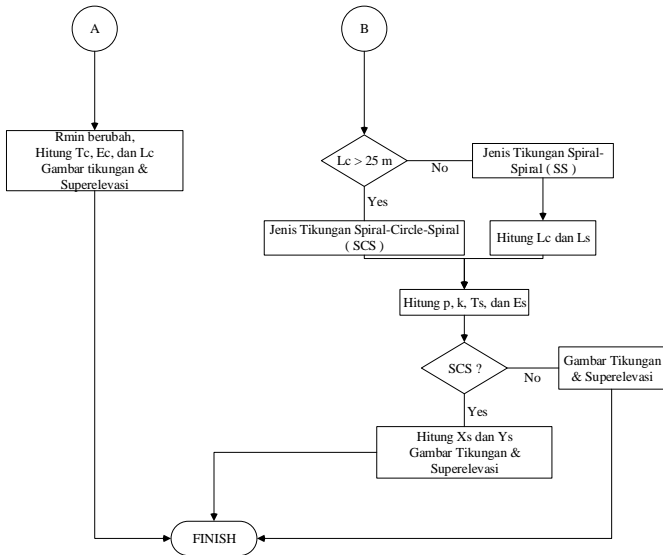 A
B
Rmin berubah,
Hitung Tc, Ec, dan Lc
Gambar tikungan &
Superelevasi
Lc > 25 m
No
Jenis Tikungan Spiral-
Spiral ( SS )
Yes
Jenis Tikungan Spiral-Circle-Spiral
( SCS )
Hitung Lc dan Ls
Hitung p, k, Ts, dan Es
SCS ?
No
Gambar Tikungan
& Superelevasi
Yes
Hitung Xs dan Ys
Gambar Tikungan &
Superelevasi
FINISH